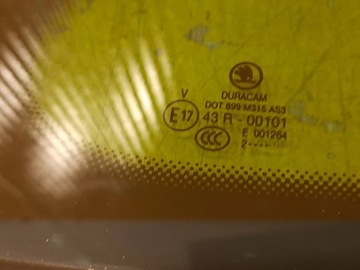 DURACAM
DOT 899 M315 AS3
V
E17 43 R - 00101
CCC E 001264